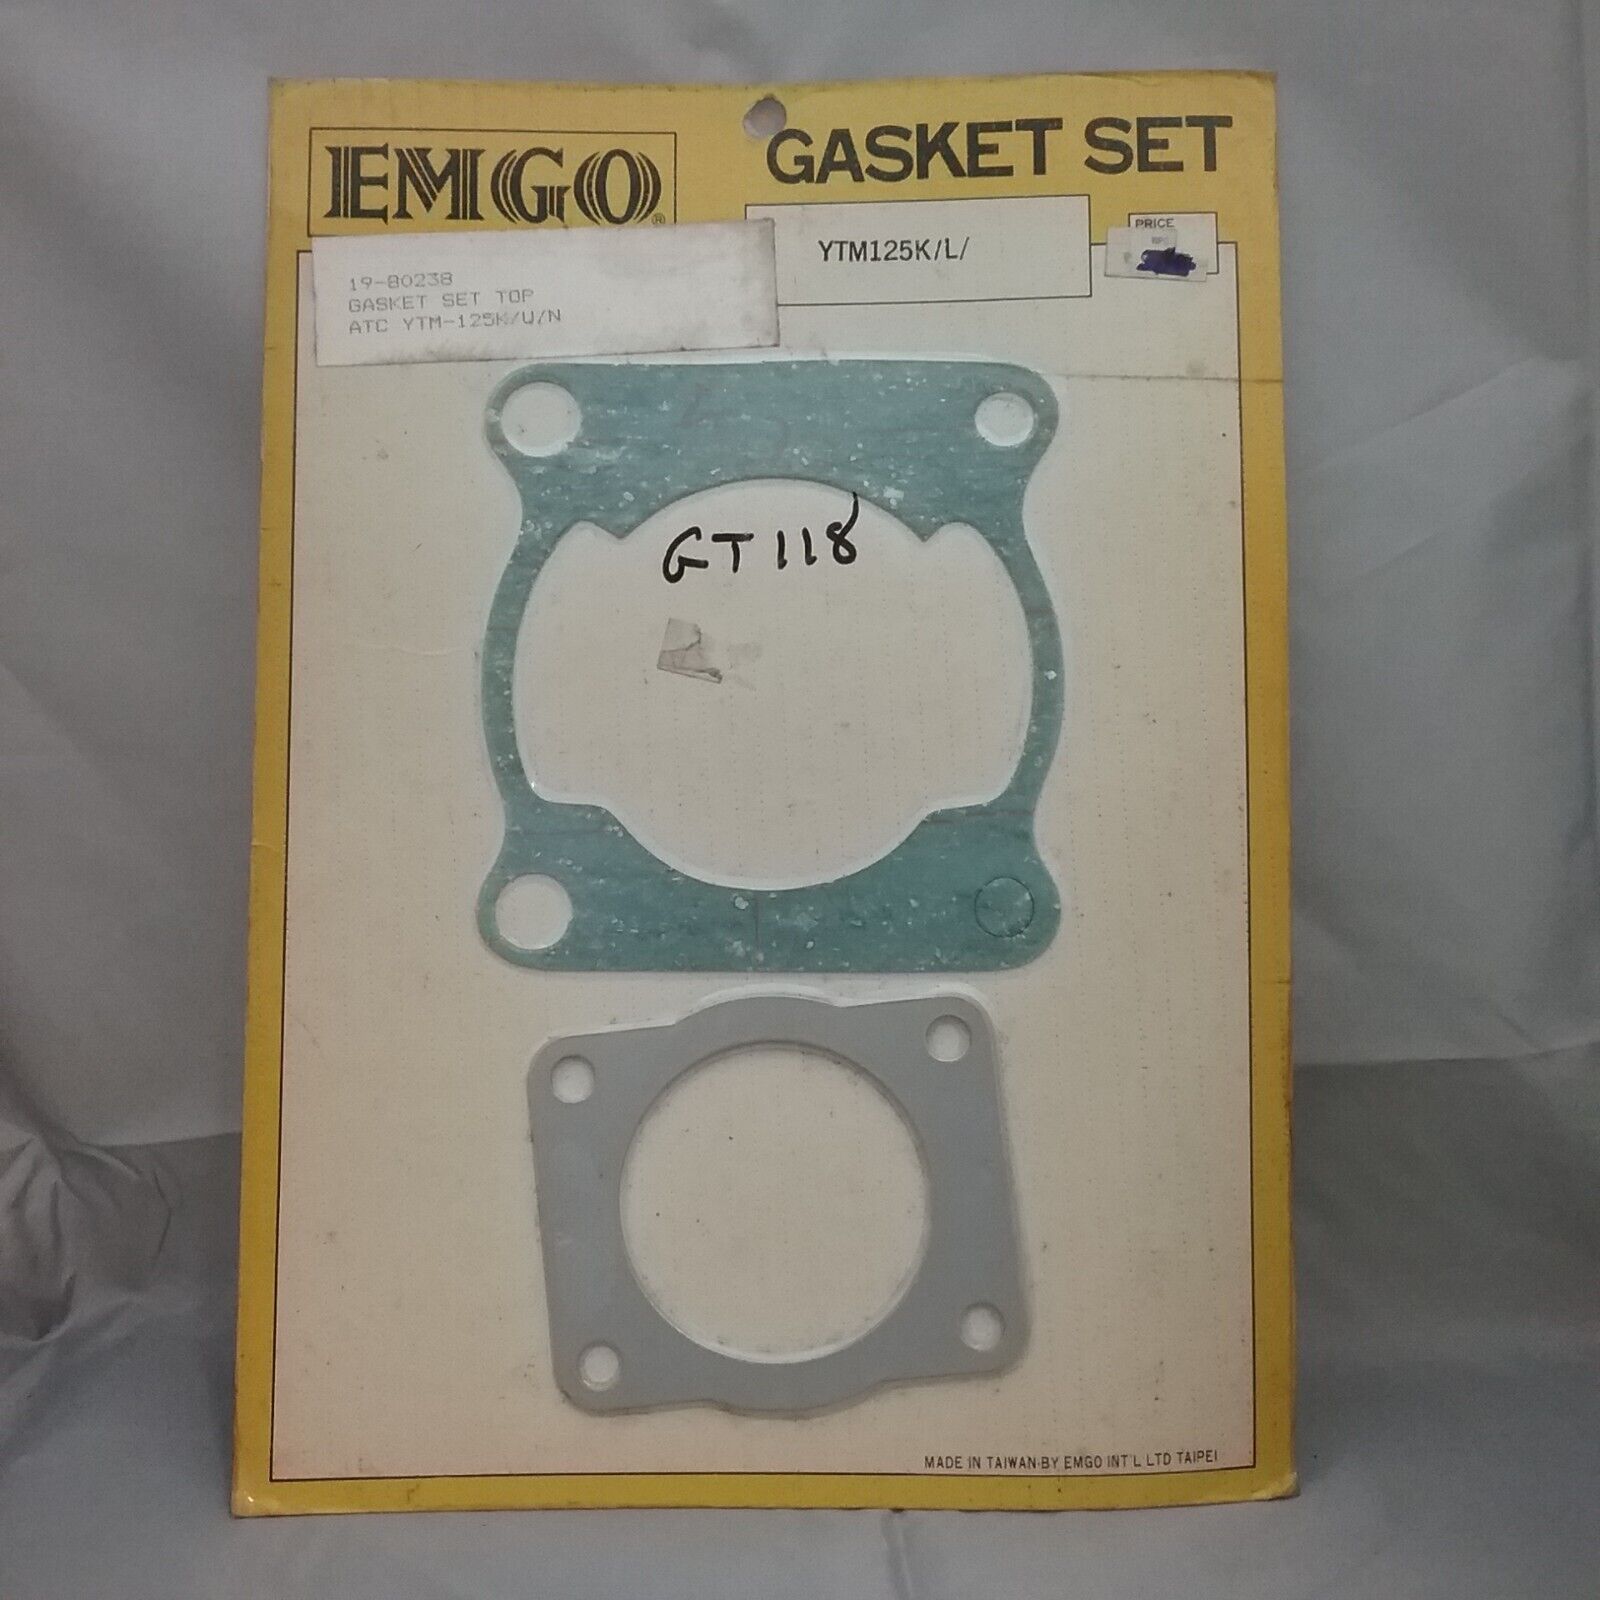 EMGO®
GASKET SET
YTM125K/L/
PRICE
19-80238
GASKET SET TOP
ATC YTM-125K/U/N
GT118
MADE IN TAIWAN·BY EMGO INT'L LTD TAIPEI